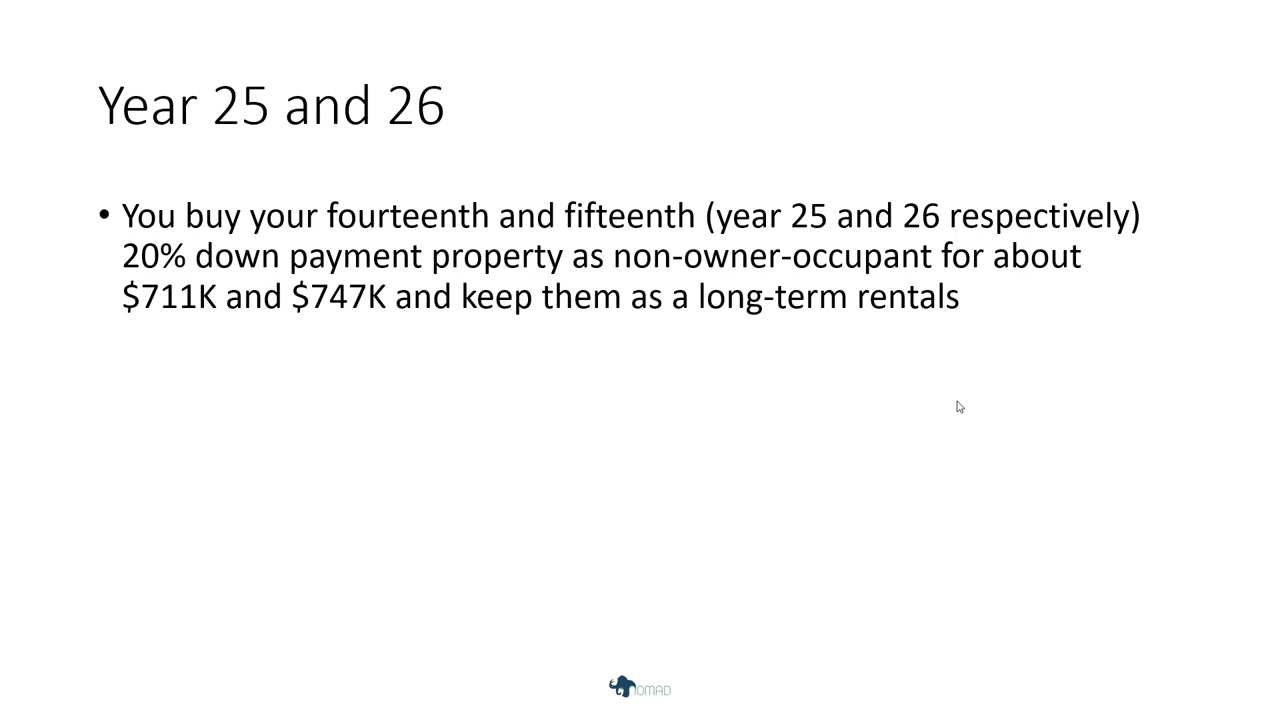 Year 25 and 26
• You buy your fourteenth and fifteenth (year 25 and 26 respectively)
20% down payment property as non-owner-occupant for about
$711K and $747K and keep them as a long-term rentals
NOMAD